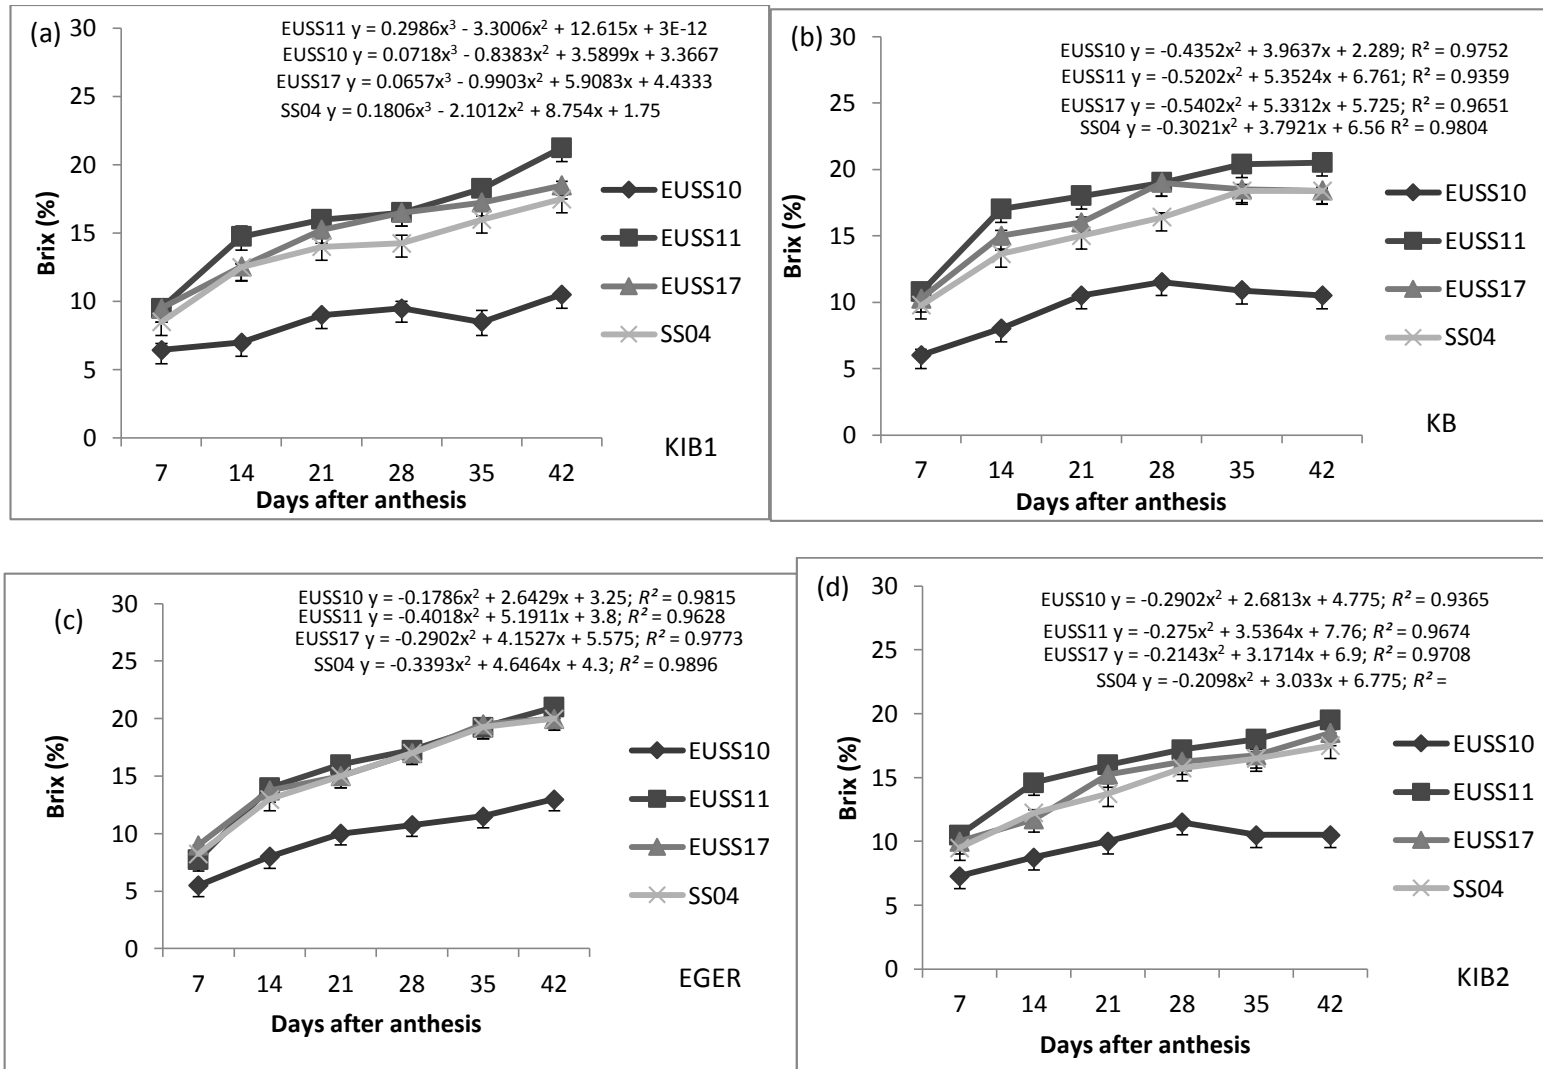 (a)
EUSS11 y = 0.2986x³ - 3.3006x² + 12.615x + 3E-12
EUSS10 y = 0.0718x³ - 0.8383x² + 3.5899x + 3.3667
EUSS17 y = 0.0657x³ - 0.9903x² + 5.9083x + 4.4333
SS04 y = 0.1806x³ - 2.1012x² + 8.754x + 1.75
30
25
20
15
10
5
0
Brix (%)
7 14 21 28 35 42
Days after anthesis
EUSS10
EUSS11
EUSS17
SS04
KIB1
(b)
EUSS10 y = -0.4352x² + 3.9637x + 2.289; R² = 0.9752
EUSS11 y = -0.5202x² + 5.3524x + 6.761; R² = 0.9359
EUSS17 y = -0.5402x² + 5.3312x + 5.725; R² = 0.9651
SS04 y = -0.3021x² + 3.7921x + 6.56 R² = 0.9804
30
25
20
15
10
5
0
Brix (%)
7 14 21 28 35 42
Days after anthesis
EUSS10
EUSS11
EUSS17
SS04
KB
(c)
EUSS10 y = -0.1786x² + 2.6429x + 3.25; R² = 0.9815
EUSS11 y = -0.4018x² + 5.1911x + 3.8; R² = 0.9628
EUSS17 y = -0.2902x² + 4.1527x + 5.575; R² = 0.9773
SS04 y = -0.3393x² + 4.6464x + 4.3; R² = 0.9896
30
25
20
15
10
5
0
Brix (%)
7 14 21 28 35 42
Days after anthesis
EUSS10
EUSS11
EUSS17
SS04
EGER
(d)
EUSS10 y = -0.2902x² + 2.6813x + 4.775; R² = 0.9365
EUSS11 y = -0.275x² + 3.5364x + 7.76; R² = 0.9674
EUSS17 y = -0.2143x² + 3.1714x + 6.9; R² = 0.9708
SS04 y = -0.2098x² + 3.033x + 6.775; R² =
30
25
20
15
10
5
0
Brix (%)
7 14 21 28 35 42
Days after anthesis
EUSS10
EUSS11
EUSS17
SS04
KIB2